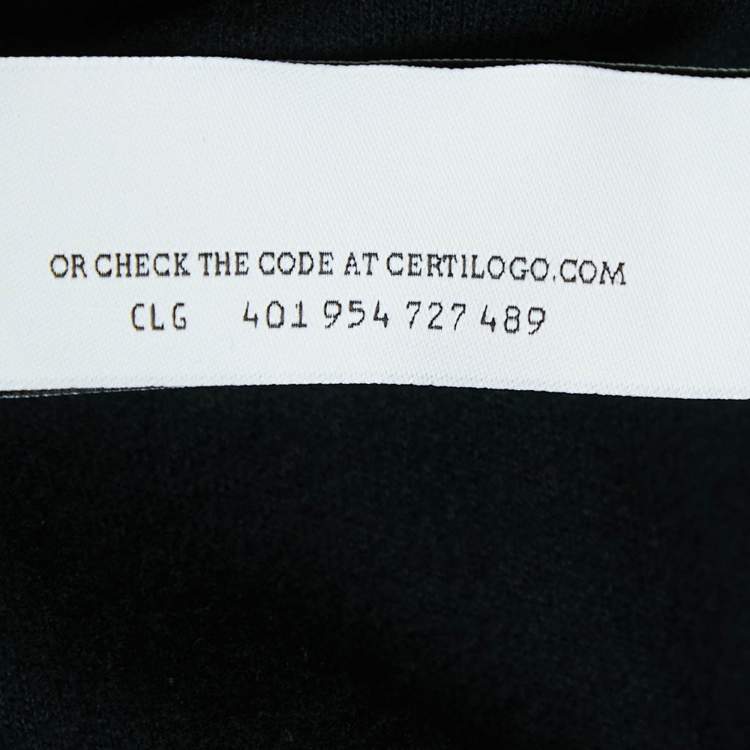 OR CHECK THE CODE AT CERTILOGO.COM
CLG 401 954 727 489